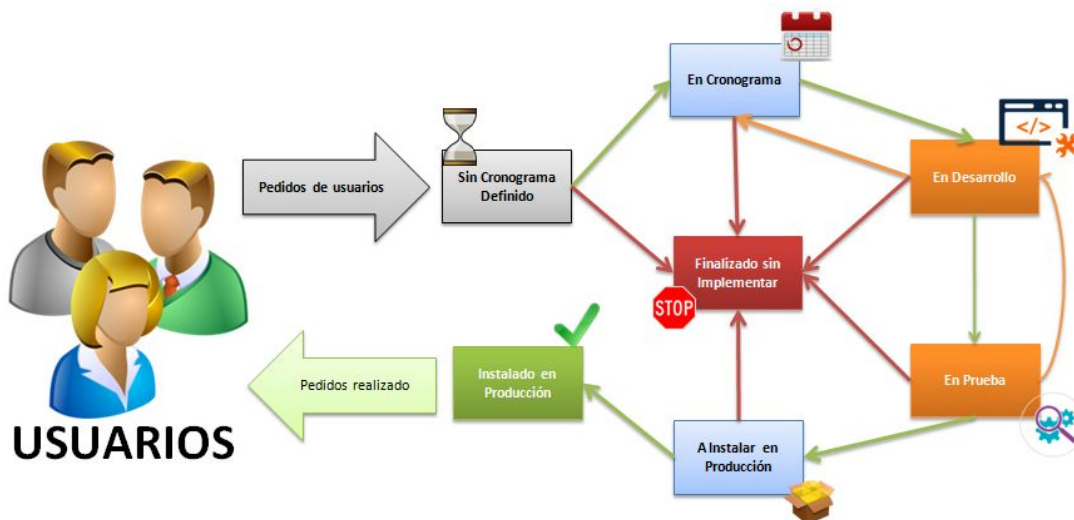 En Cronograma
</>
Pedidos de usuarios
Sin Cronograma
Definido
En Desarrollo
Finalizado sin
Implementar
STOP
Pedidos realizado
Instalado en
Producción
En Prueba
A Instalar en
Producción
USUARIOS